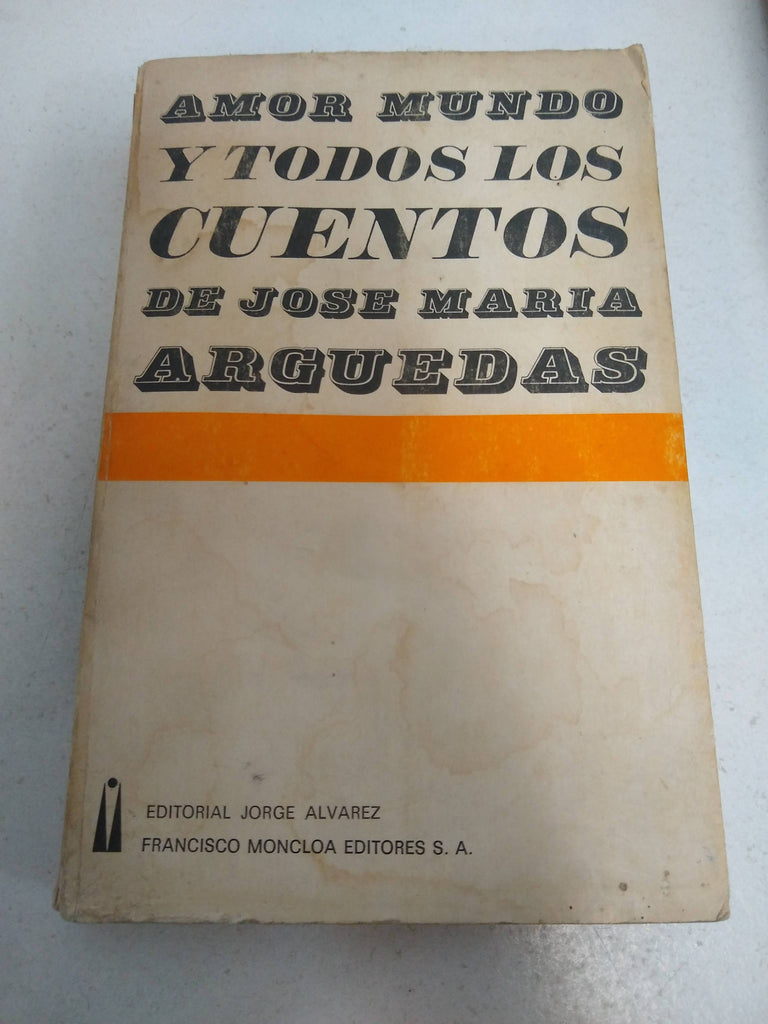 AMOR MUNDO
Y TODOS LOS
CUENTOS
DE JOSE MARIA
ARGUEDAS
EDITORIAL JORGE ALVAREZ
FRANCISCO MONCLOA EDITORES S. A.